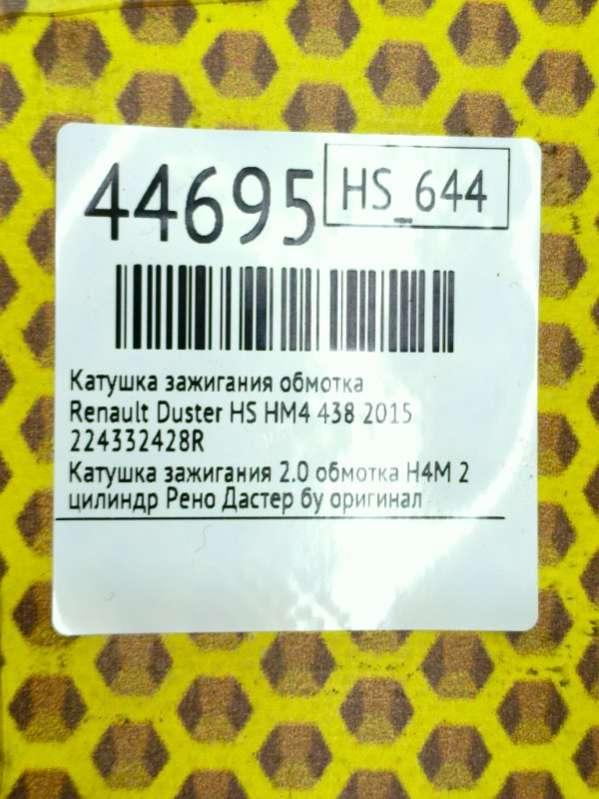 44695
HS_644
Катушка зажигания обмотка
Renault Duster HS HM4 438 2015
224332428R
Катушка зажигания 2.0 обмотка H4M 2
цилиндр Рено Дастер бу оригинал